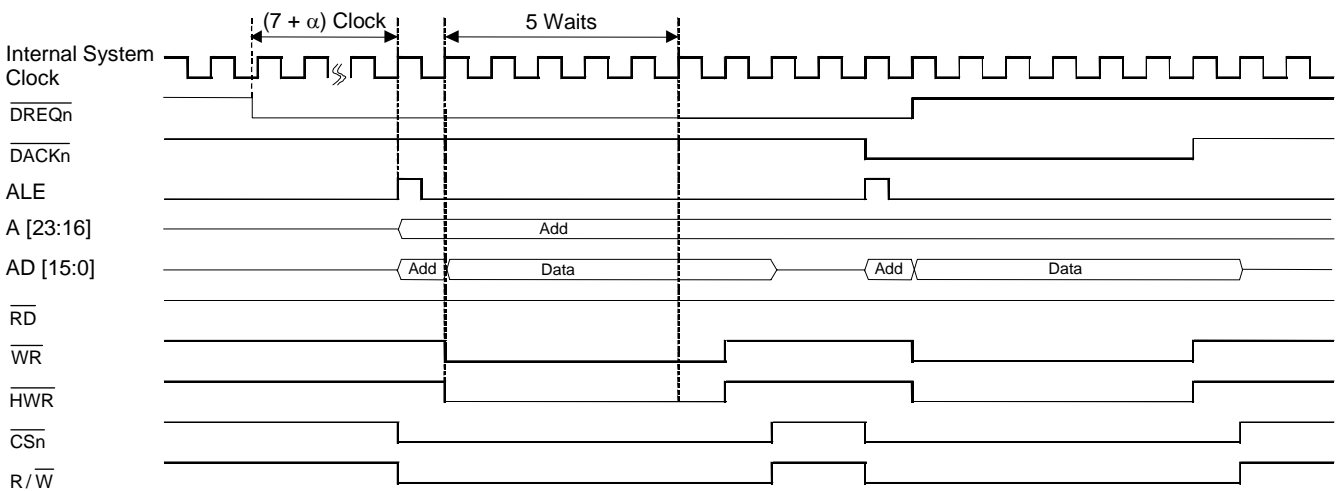 (7 + α) Clock
5 Waits
Internal System
Clock
DREQn
DACKn
ALE
A [23:16]
Add
AD [15:0]
Add
Data
Add
Data
RD
WR
HWR
CSn
R / W